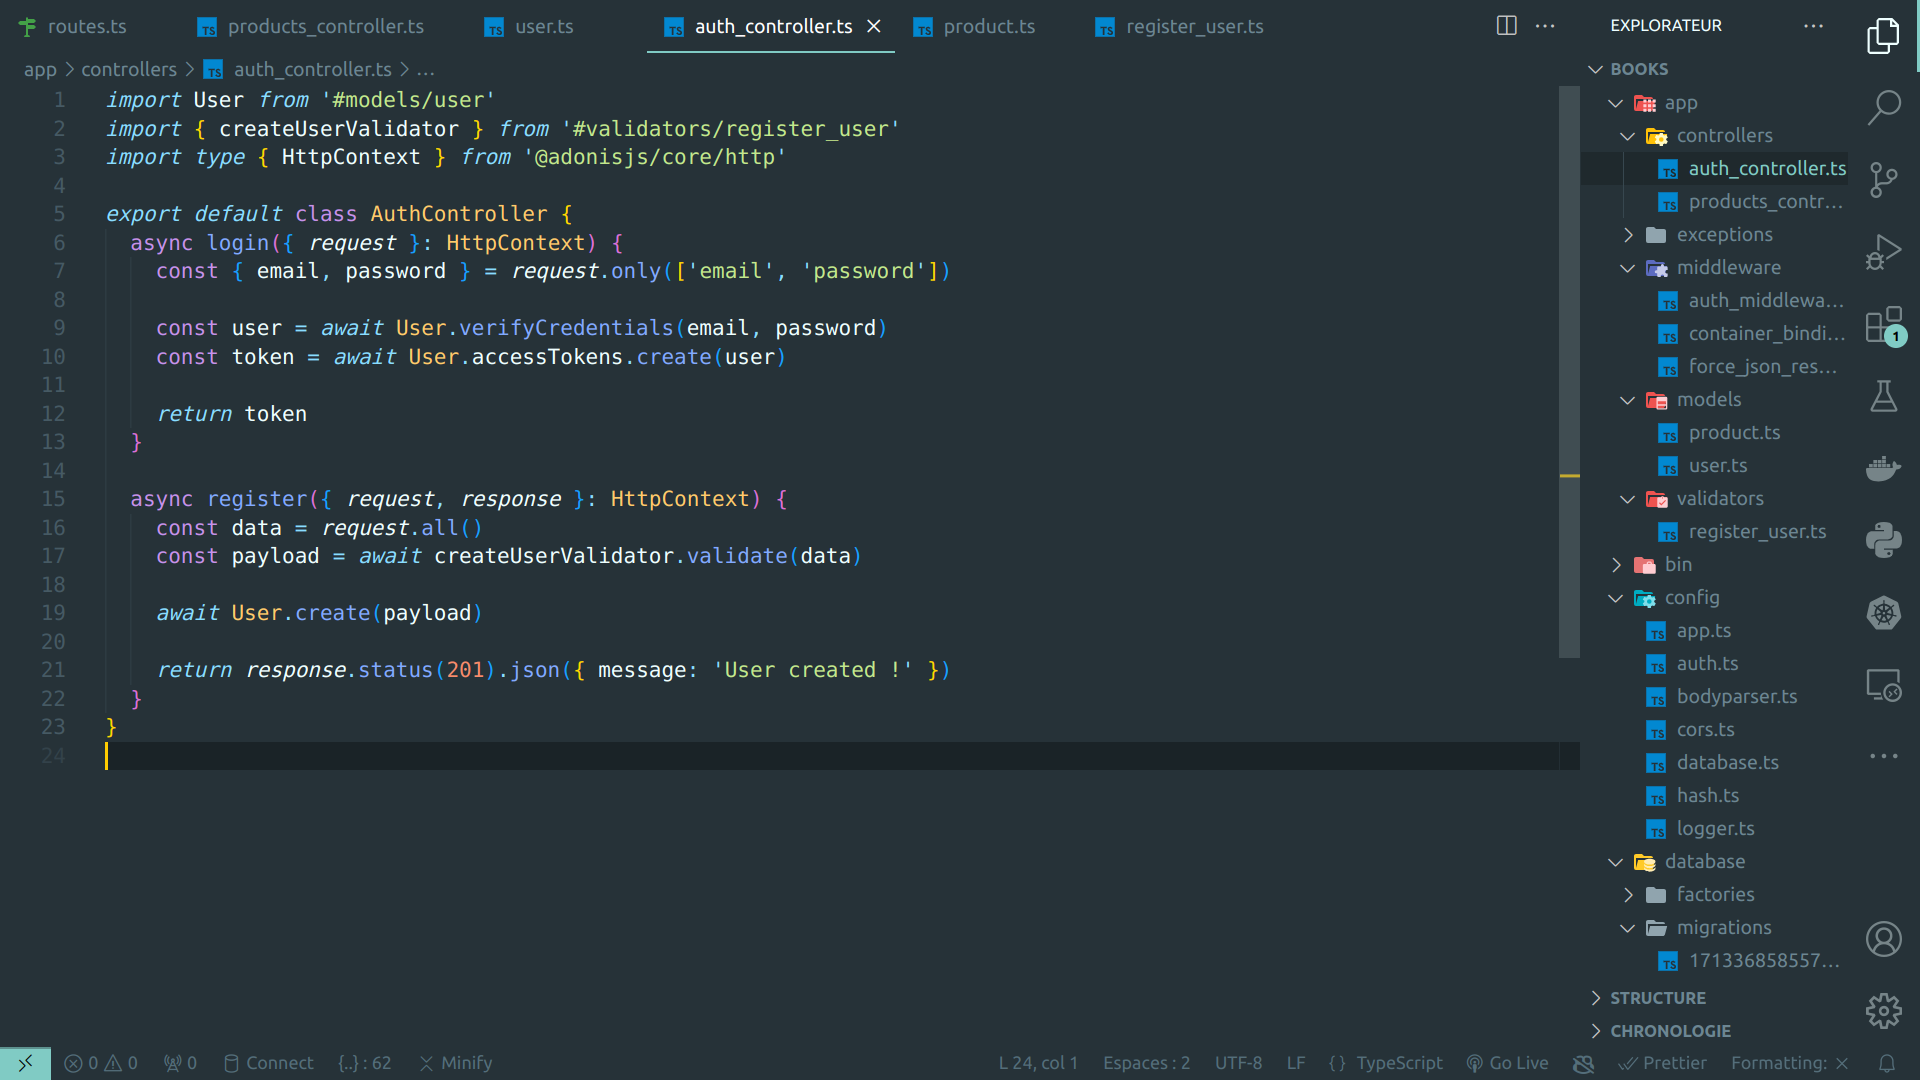 routes.ts products_controller.ts user.ts auth_controller.ts product.ts register_user.ts
app > controllers > auth_controller.ts > ...
1 import User from '#models/user'
2 import { createUserValidator } from '#validators/register_user'
3 import type { HttpContext } from '@adonisjs/core/http'
4
5 export default class AuthController {
6 async login({ request }: HttpContext) {
7 const { email, password } = request.only(['email', 'password'])
8
9 const user = await User.verifyCredentials(email, password)
10 const token = await User.accessTokens.create(user)
11
12 return token
13 }
14
15 async register({ request, response }: HttpContext) {
16 const data = request.all()
17 const payload = await createUserValidator.validate(data)
18
19 await User.create(payload)
20
21 return response.status(201).json({ message: 'User created !' })
22 }
23 }
24
EXPLORATEUR
BOOKS
app
controllers
auth_controller.ts
products_contr...
exceptions
middleware
auth_middlewa...
container_bindi...
force_json_res...
models
product.ts
user.ts
validators
register_user.ts
bin
config
app.ts
auth.ts
bodyparser.ts
cors.ts
database.ts
hash.ts
logger.ts
database
factories
migrations
171336858557...
STRUCTURE
CHRONOLOGIE
1
0 0 0 Connect {..} : 62 Minify L 24, col 1 Espaces : 2 UTF-8 LF {} TypeScript Go Live Prettier Formatting: ×